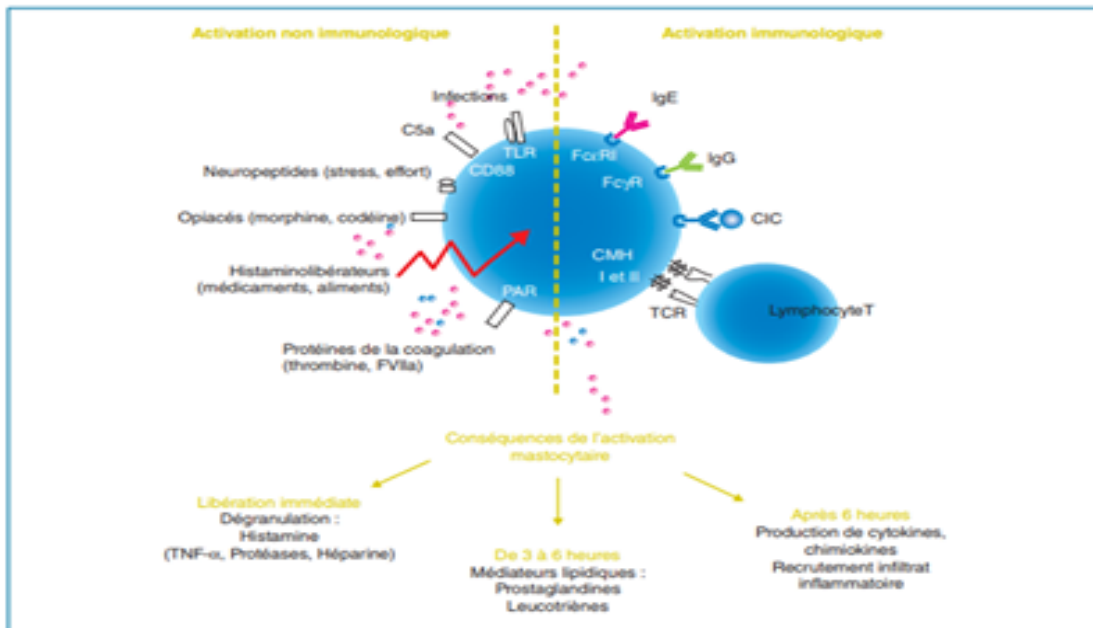 Activation non immunologique
Activation immunologique
Infections
IgE
C5a
TLR
FcεRI
IgG
CD88
Neuropeptides (stress, effort)
FcγR
Opiacés (morphine, codéine)
CIC
CMH
I et II
Histaminolibérateurs
(médicaments, aliments)
PAR
TCR
LymphocyteT
Protéines de la coagulation
(thrombine, FVIIa)
Conséquences de l'activation
mastocytaire
Libération immédiate
Dégranulation :
Histamine
(TNF-α, Protéases, Héparine)
De 3 à 6 heures
Médiateurs lipidiques :
Prostaglandines
Leucotriènes
Après 6 heures
Production de cytokines,
chimiokines
Recrutement infiltrat
inflammatoire